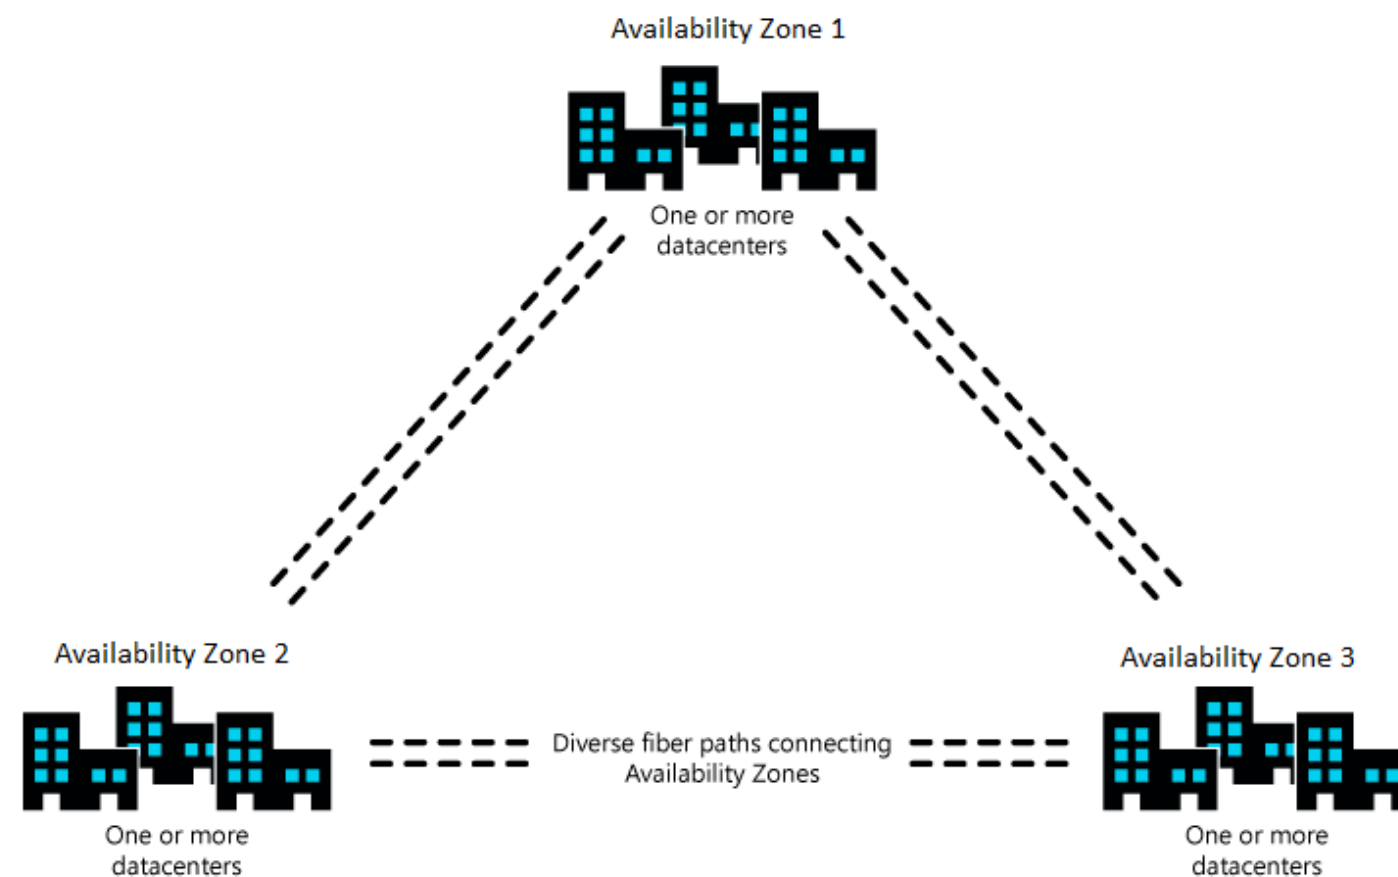 Availability Zone 1
One or more
datacenters
Availability Zone 2
Availability Zone 3
Diverse fiber paths connecting
Availability Zones
One or more
datacenters
One or more
datacenters